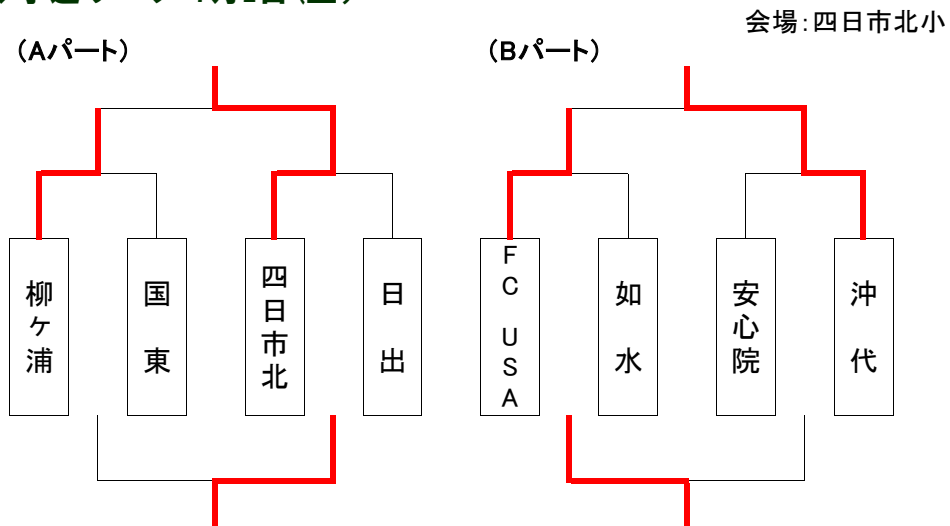 会場：四日市北小
（Aパート）
（Bパート）
柳ヶ浦
国東
四日市北
日出
FC USA
如水
安心院
沖代